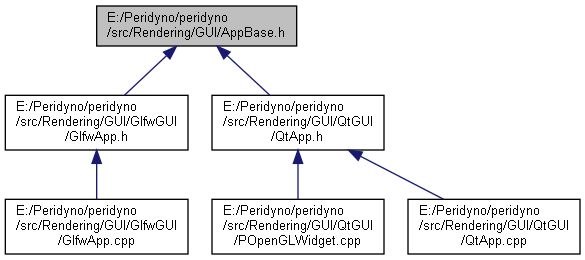 E:/Peridyno/peridyno
/src/Rendering/GUI/AppBase.h
E:/Peridyno/peridyno
/src/Rendering/GUI/GlfwGUI
/GlfwApp.h
E:/Peridyno/peridyno
/src/Rendering/GUI/QtGUI
/QtApp.h
E:/Peridyno/peridyno
/src/Rendering/GUI/GlfwGUI
/GlfwApp.cpp
E:/Peridyno/peridyno
/src/Rendering/GUI/QtGUI
/POpenGLWidget.cpp
E:/Peridyno/peridyno
/src/Rendering/GUI/QtGUI
/QtApp.cpp